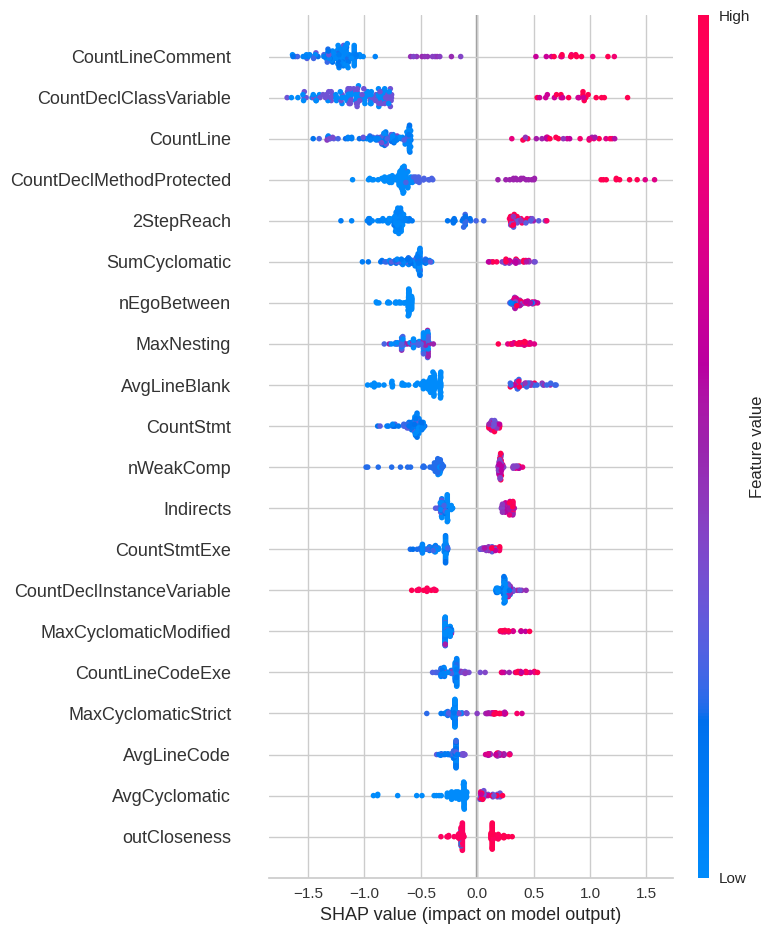 High
CountLineComment
CountDeclClassVariable
CountLine
CountDeclMethodProtected
2StepReach
SumCyclomatic
nEgoBetween
MaxNesting
AvgLineBlank
CountStmt
nWeakComp
Indirects
CountStmtExe
CountDeclInstanceVariable
MaxCyclomaticModified
CountLineCodeExe
MaxCyclomaticStrict
AvgLineCode
AvgCyclomatic
outCloseness
Feature value
Low
−1.5 −1.0 −0.5 0.0 0.5 1.0 1.5
SHAP value (impact on model output)